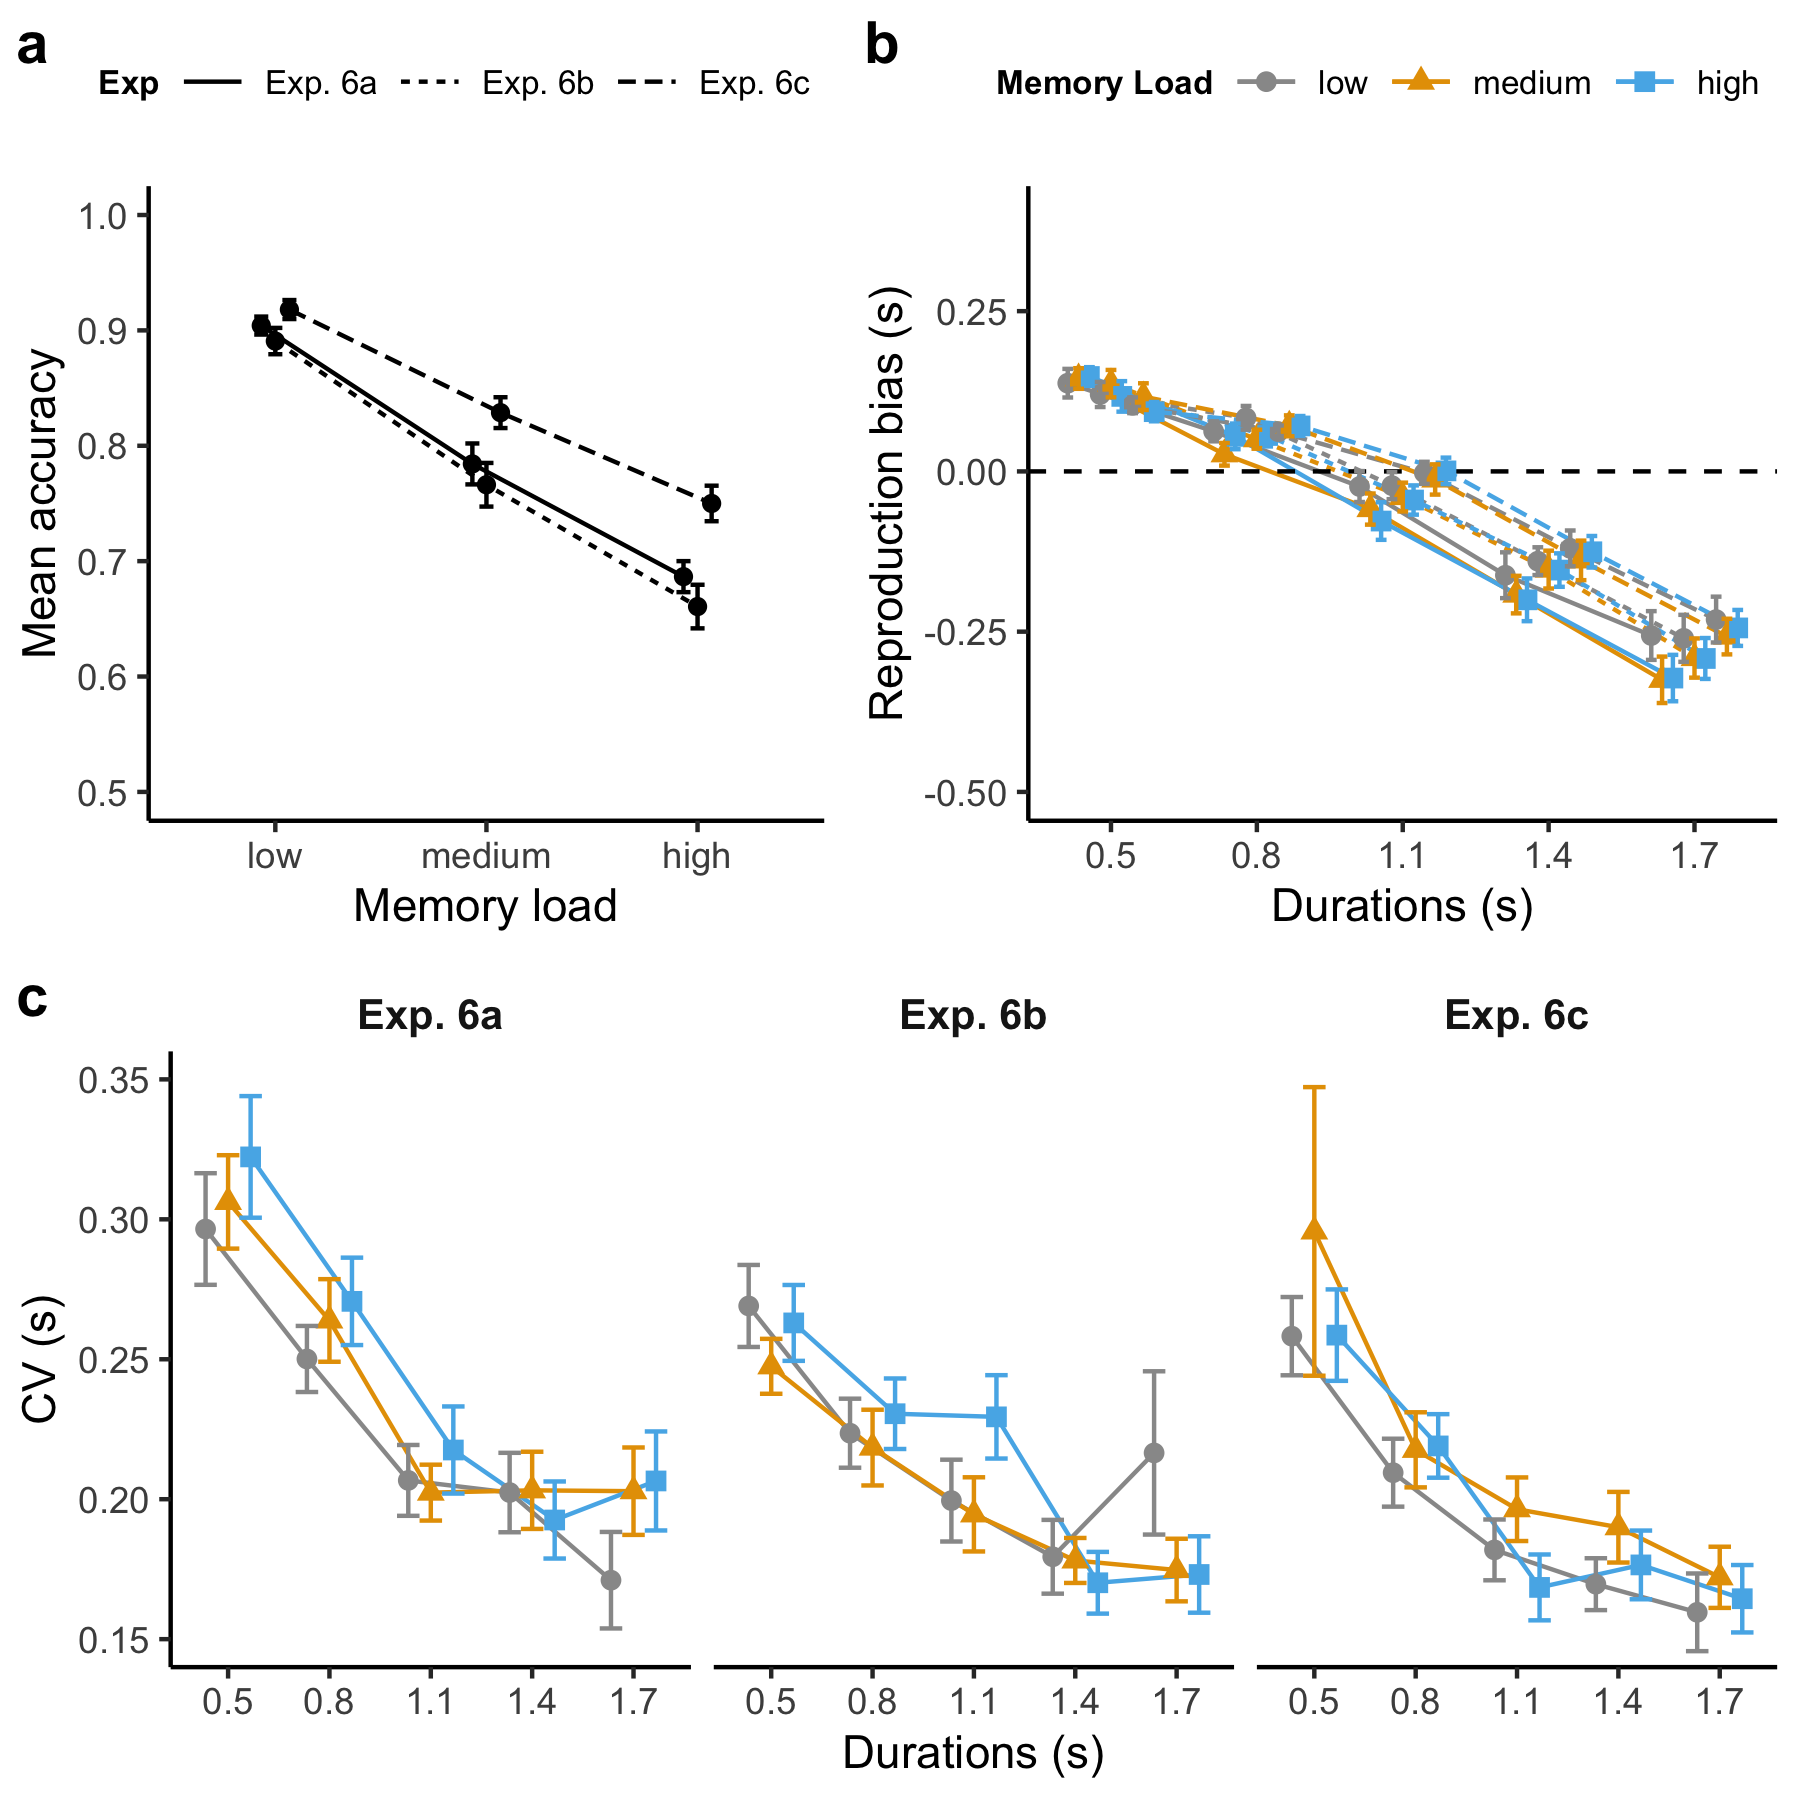 a
b
Exp Exp. 6a Exp. 6b Exp. 6c
Memory Load low medium high
1.0
0.9
0.8
0.7
0.6
0.5
Mean accuracy
low medium high
Memory load
0.25
0.00
-0.25
-0.50
Reproduction bias (s)
0.5 0.8 1.1 1.4 1.7
Durations (s)
c
Exp. 6a Exp. 6b Exp. 6c
0.35
0.30
0.25
0.20
0.15
CV (s)
0.5 0.8 1.1 1.4 1.7 0.5 0.8 1.1 1.4 1.7 0.5 0.8 1.1 1.4 1.7
Durations (s)